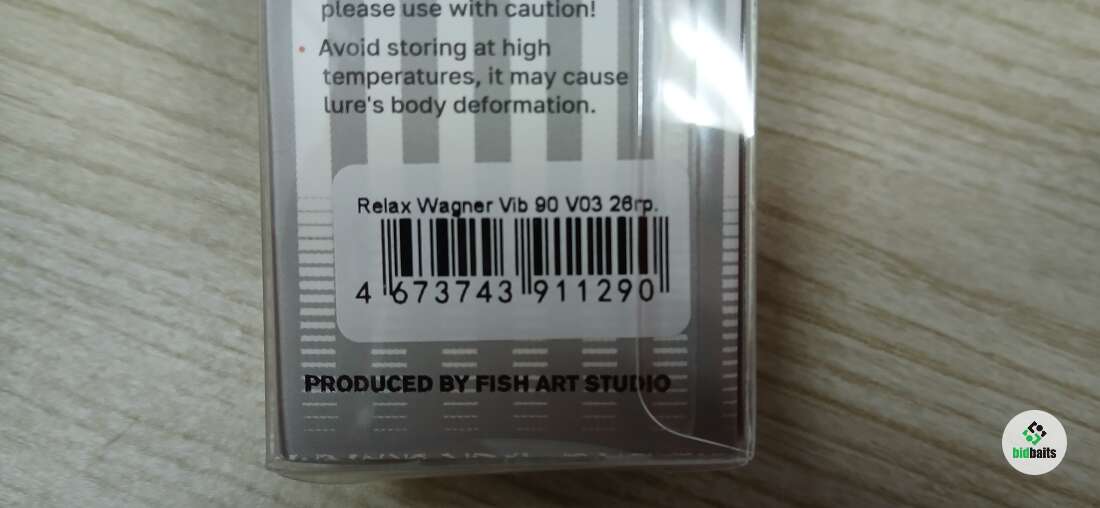 please use with caution!
• Avoid storing at high
temperatures, it may cause
lure's body deformation.
Relax Wagner Vib 90 V03 26гр.
4 673743 911290
PRODUCED BY FISH ART STUDIO
bidbaits